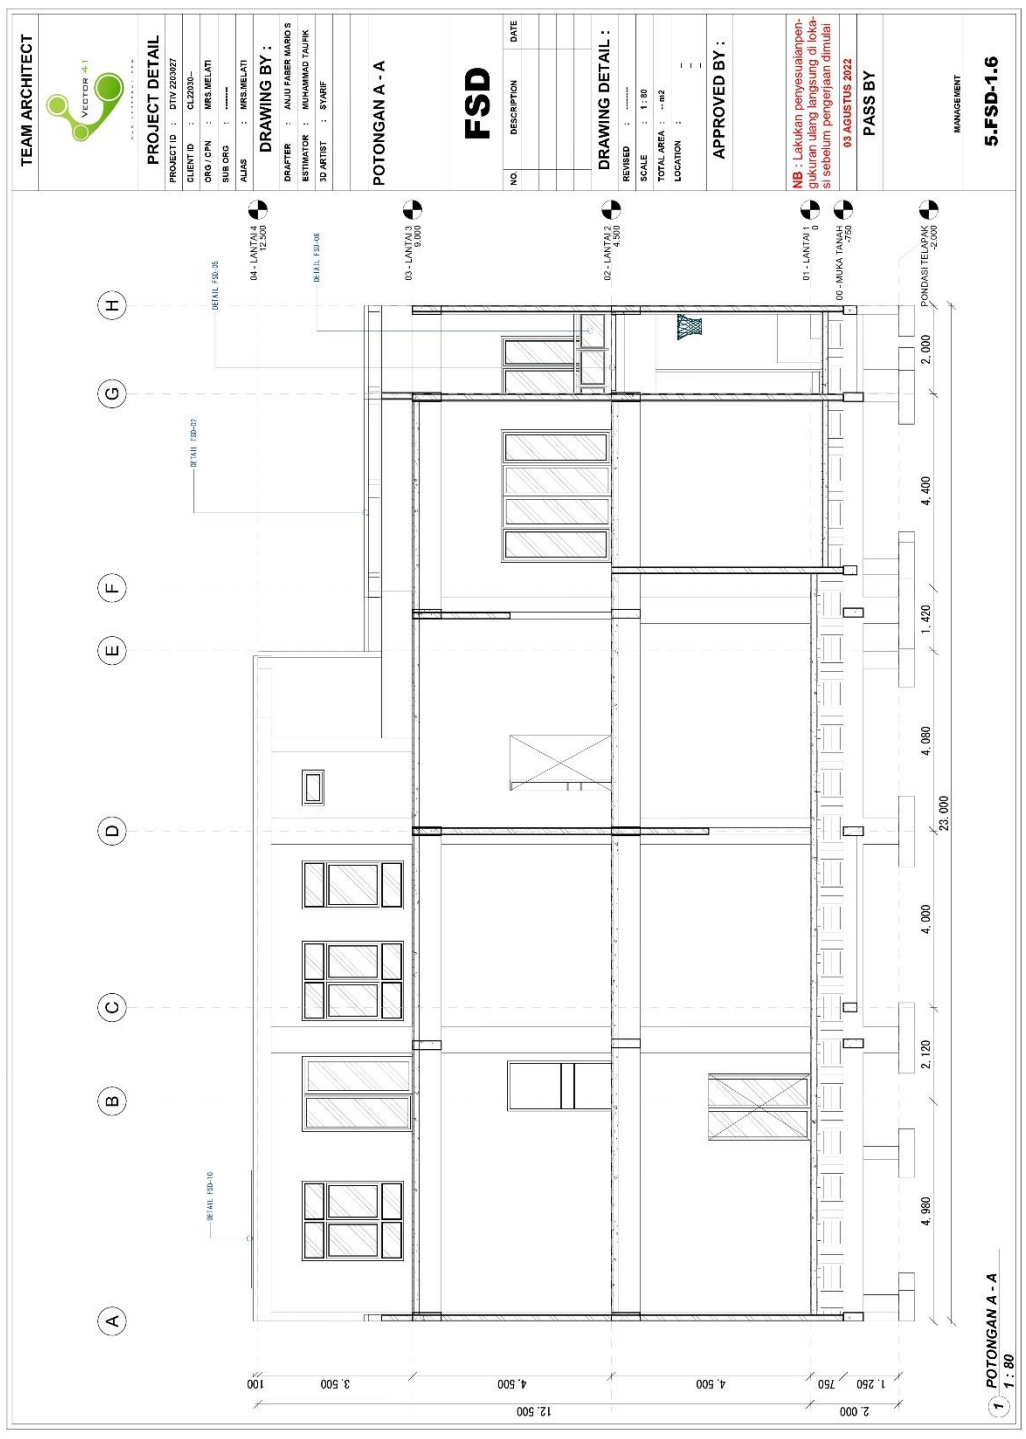 TEAM ARCHITECT
VECTOR 41
PROJECT DETAIL
PROJECT ID : DTIV 2203027
CLIENT ID : CL22030--
ORG / CPN : MRS.MELATI
SUB ORG : --------
ALIAS : MRS.MELATI
DRAWING BY :
DRAFTER : ANJU FABER MARIO S
ESTIMATOR : MUHAMMAD TAUFIK
3D ARTIST : SYARIF
POTONGAN A - A
FSD
NO. DESCRIPTION DATE
DRAWING DETAIL :
REVISED : --------
SCALE : 1 : 80
TOTAL AREA : -- m2
LOCATION :
APPROVED BY :
NB : Lakukan penyesuaianpen-
gukuran ulang langsung di loka-
si sebelum pengerjaan dimulai
03 AGUSTUS 2022
PASS BY
MANAGEMENT
5.FSD-1.6
04 - LANTAI 4
12.500
03 - LANTAI 3
9.000
02 - LANTAI 2
4.500
01 - LANTAI 1
0
00 - MUKA TANAH
-750
PONDASI TELAPAK
-2.000
DETAIL FSD-05
DETAIL FSD-02
DETAIL FSD-10
A
B
C
D
E
F
G
H
4.980
2.120
4.000
4.080
1.420
4.400
2.000
23.000
100
3.500
4.500
4.500
750
1.250
12.500
2.000
1
POTONGAN A - A
1 : 80